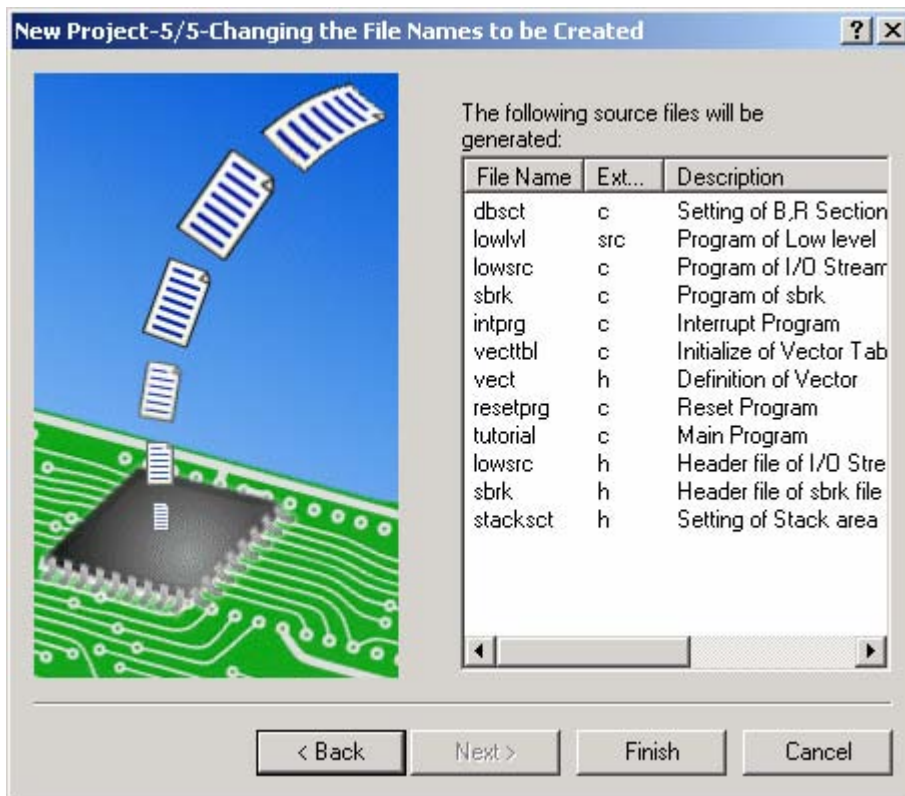 New Project-5/5-Changing the File Names to be Created
The following source files will be
generated:
File Name Ext... Description
dbsct c Setting of B,R Section
lowlvl src Program of Low level
lowsrc c Program of I/O Stream
sbrk c Program of sbrk
intprg c Interrupt Program
vecttbl c Initialize of Vector Tab
vect h Definition of Vector
resetprg c Reset Program
tutorial c Main Program
lowsrc h Header file of I/O Stre
sbrk h Header file of sbrk file
stacksct h Setting of Stack area
< Back Next > Finish Cancel